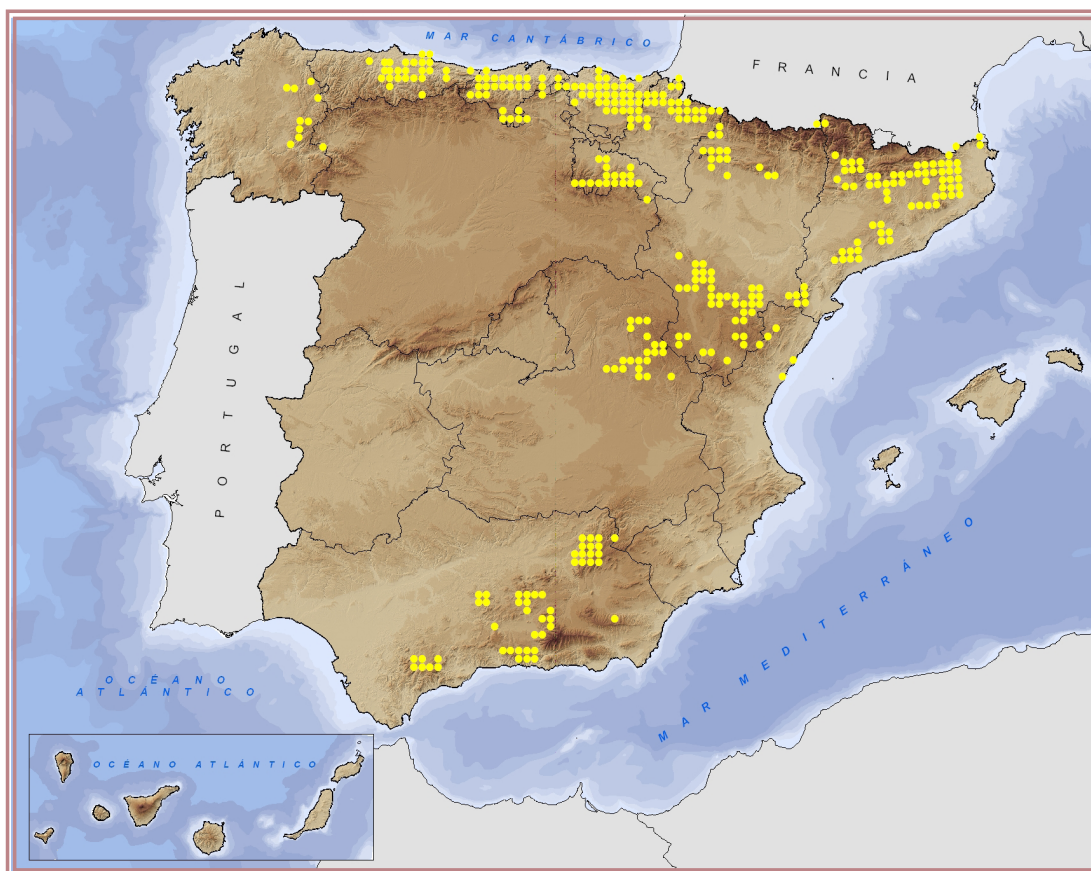 MAR CANTÁBRICO
FRANCIA
PORTUGAL
MAR MEDITERRÁNEO
OCÉANO
ATLÁNTICO
OCÉANO ATLÁNTICO